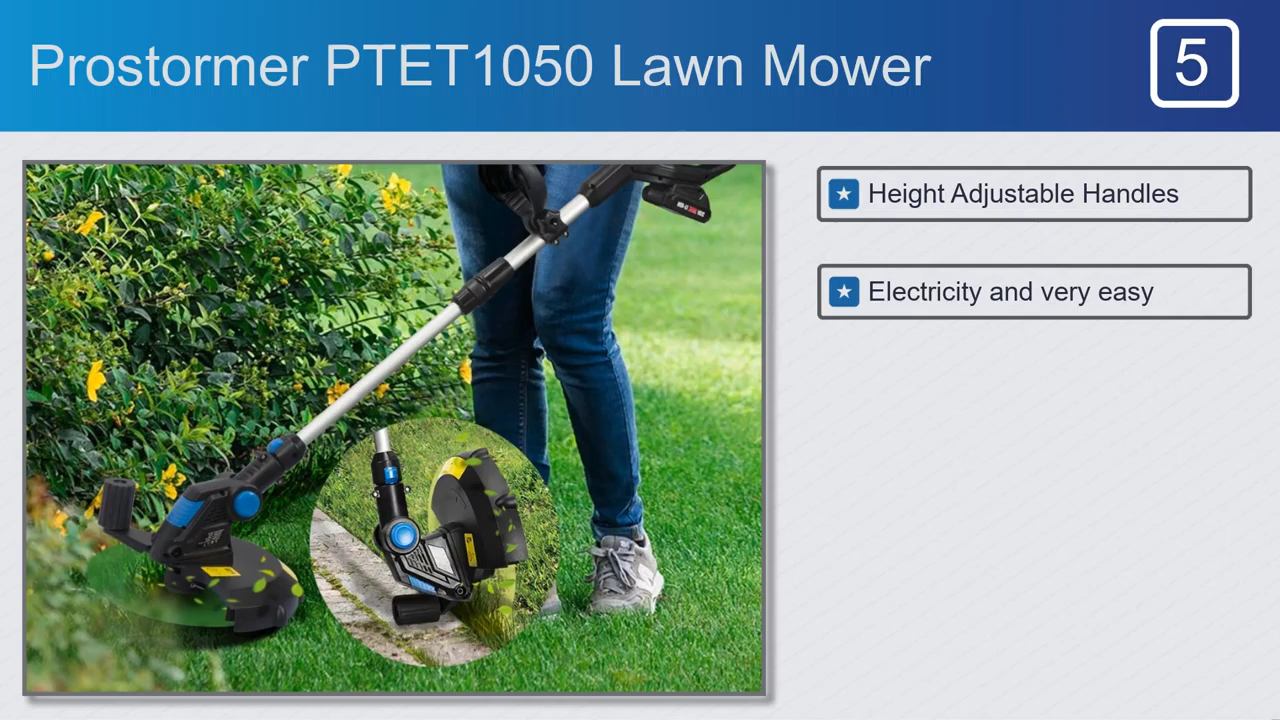 Prostormer PTET1050 Lawn Mower
5
Height Adjustable Handles
Electricity and very easy